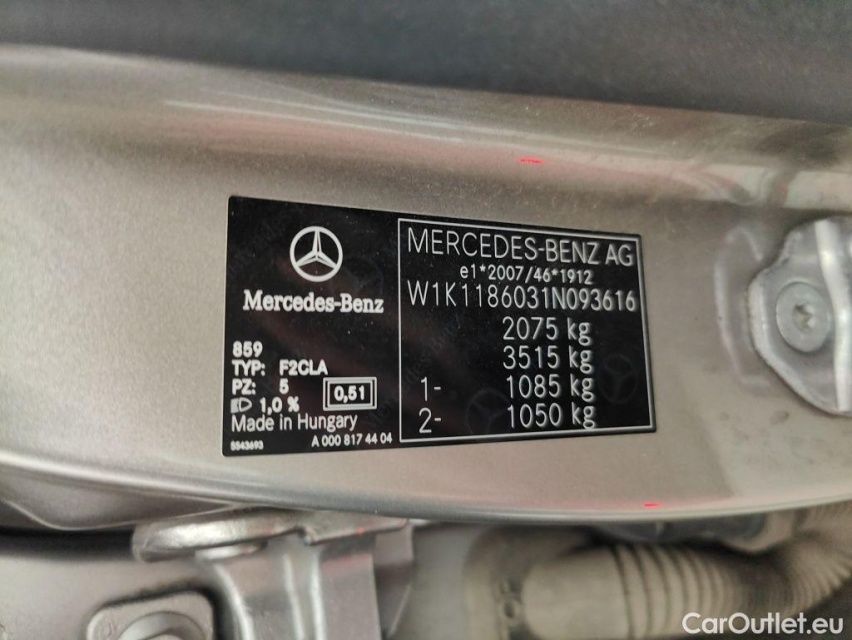 Mercedes-Benz
859
TYP: F2CLA
PZ: 5
1,0 %
0,51
Made in Hungary
SS43693
A 000 817 44 04
MERCEDES-BENZ AG
e1*2007/46*1912
W1K1186031N093616
2075 kg
3515 kg
1- 1085 kg
2- 1050 kg
CarOutlet.eu